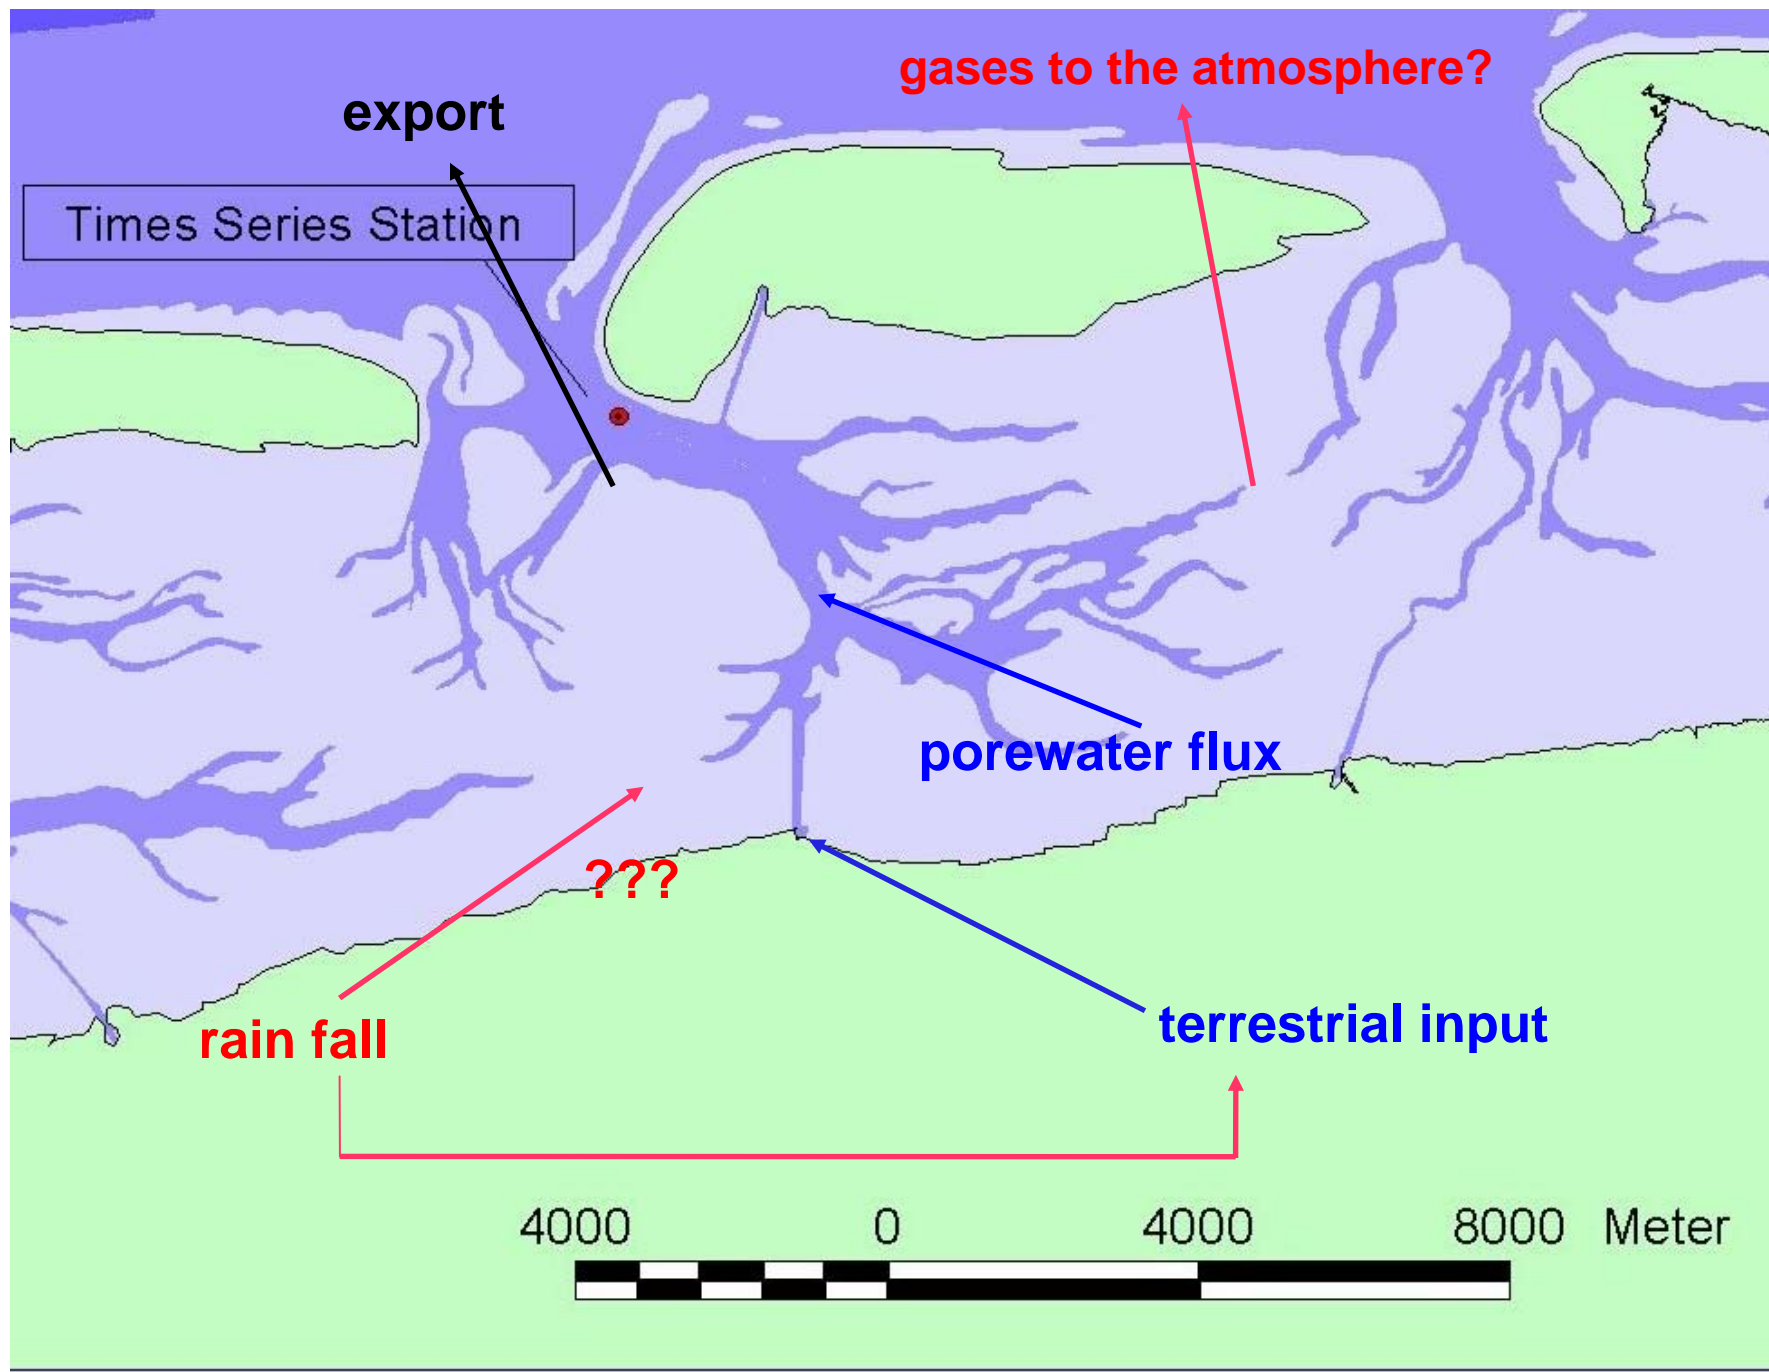 gases to the atmosphere?
export
Times Series Station
porewater flux
???
rain fall
terrestrial input
4000 0 4000 8000 Meter